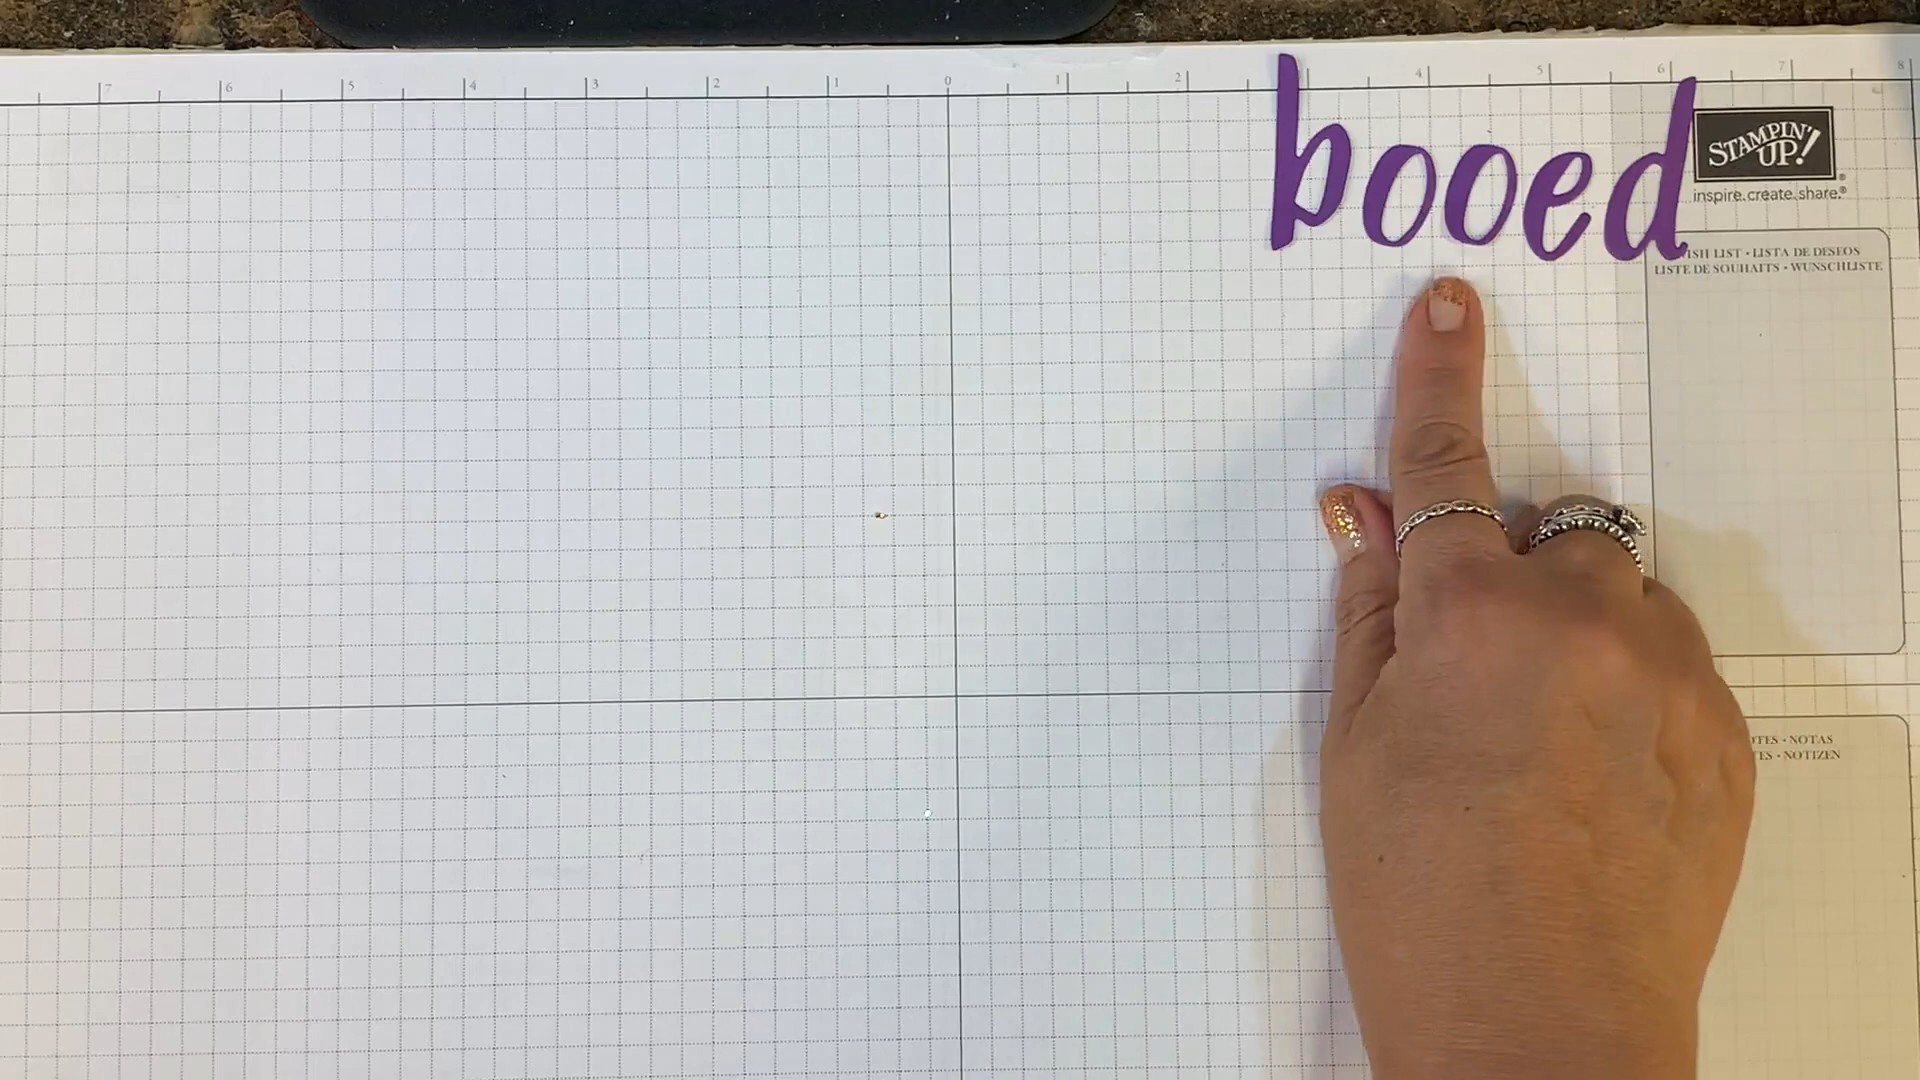 7 6 5 4 3 2 1 0 1 2 4 5 6 7 8
booed
STAMPIN'
UP!®
inspire.create.share.®
ISH LIST • LISTA DE DESEOS
LISTE DE SOUHAITS • WUNSCHLISTE
TES • NOTAS
TES • NOTIZEN